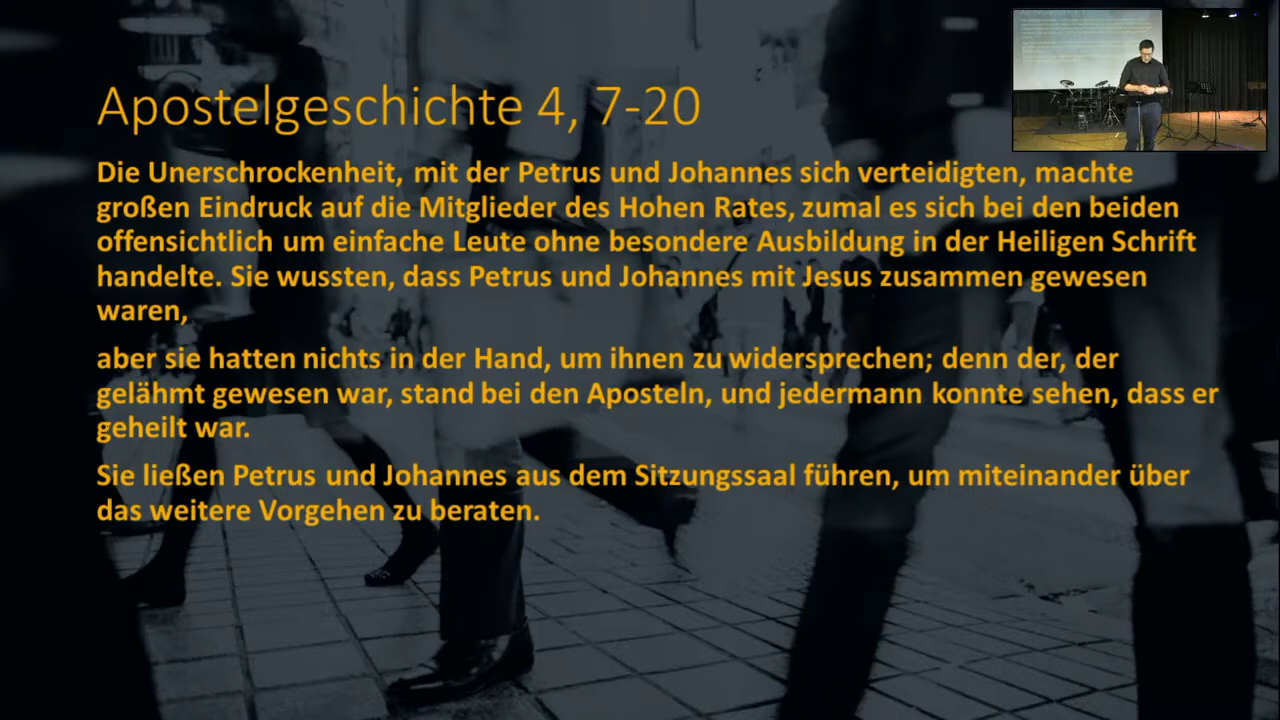 Apostelgeschichte 4, 7-20
Die Unerschrockenheit, mit der Petrus und Johannes sich verteidigten, machte
großen Eindruck auf die Mitglieder des Hohen Rates, zumal es sich bei den beiden
offensichtlich um einfache Leute ohne besondere Ausbildung in der Heiligen Schrift
handelte. Sie wussten, dass Petrus und Johannes mit Jesus zusammen gewesen
waren,
aber sie hatten nichts in der Hand, um ihnen zu widersprechen; denn der, der
gelähmt gewesen war, stand bei den Aposteln, und jedermann konnte sehen, dass er
geheilt war.
Sie ließen Petrus und Johannes aus dem Sitzungssaal führen, um miteinander über
das weitere Vorgehen zu beraten.